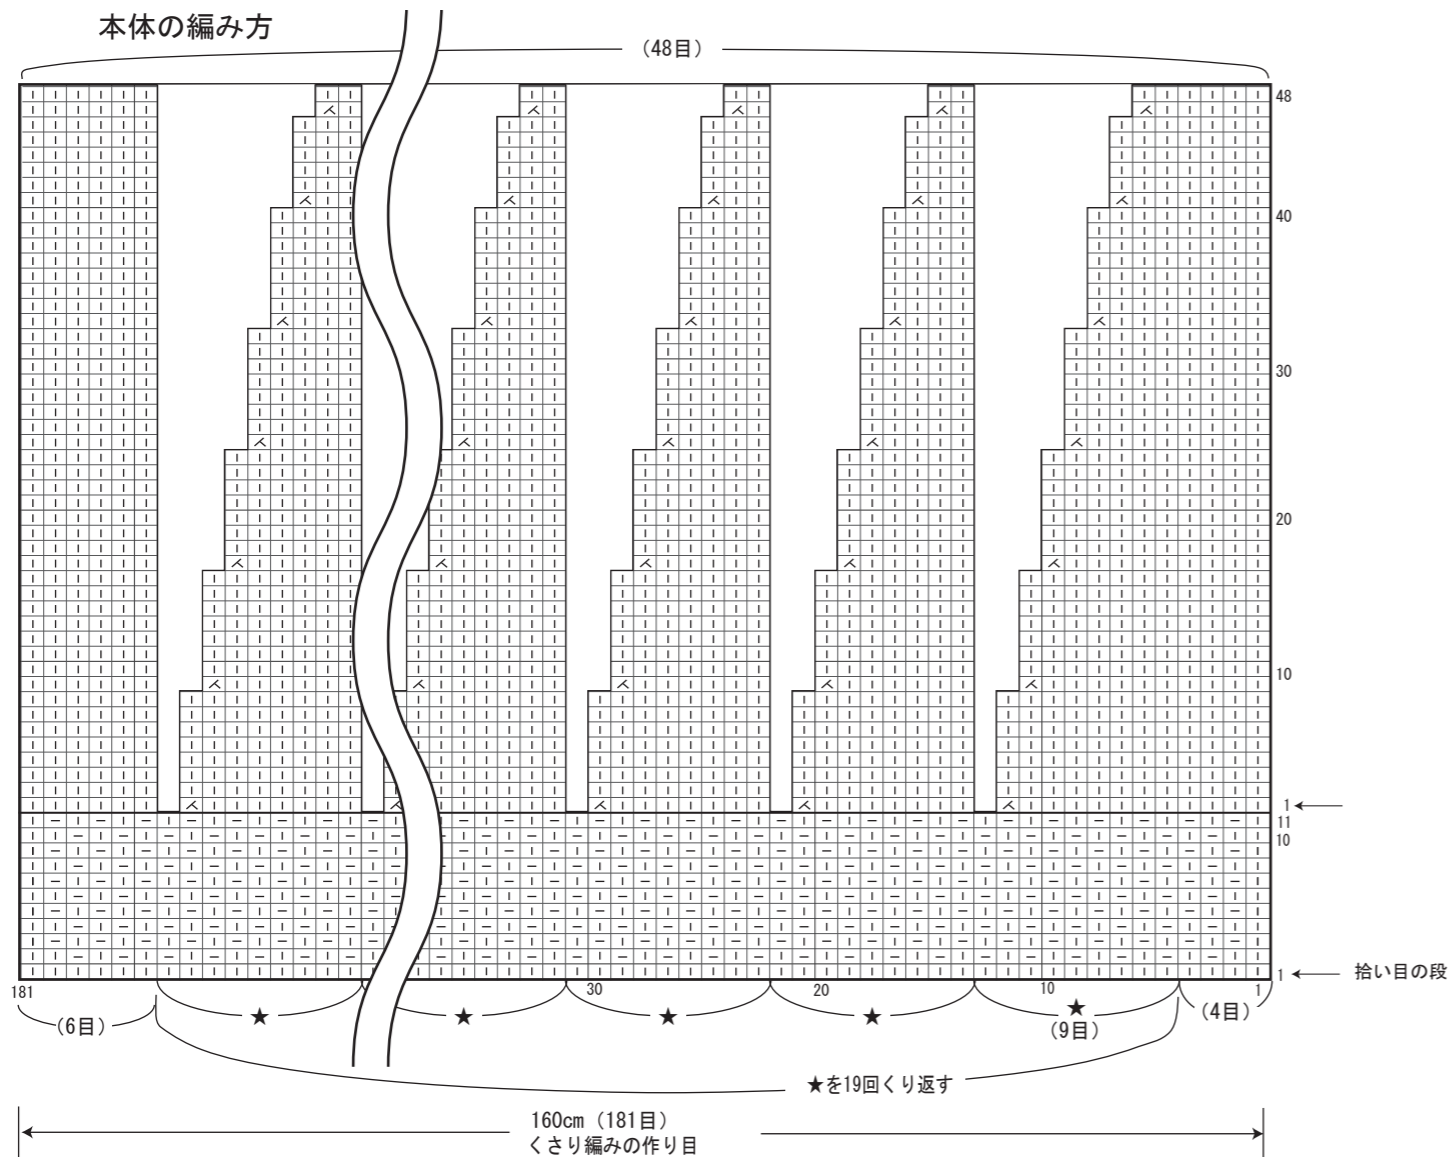 本体の編み方
(48目)
48
40
30
20
10
1
11
10
1
拾い目の段
181
30
20
10
1
(6目)
★
★
★
★
★
(9目)
(4目)
★を19回くり返す
160cm(181目)
くさり編みの作り目